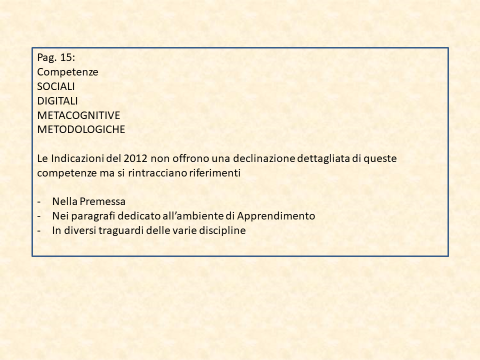 Pag. 15:
Competenze
SOCIALI
DIGITALI
METACOGNITIVE
METODOLOGICHE
Le Indicazioni del 2012 non offrono una declinazione dettagliata di queste
competenze ma si rintracciano riferimenti
- Nella Premessa
- Nei paragrafi dedicato all’ambiente di Apprendimento
- In diversi traguardi delle varie discipline